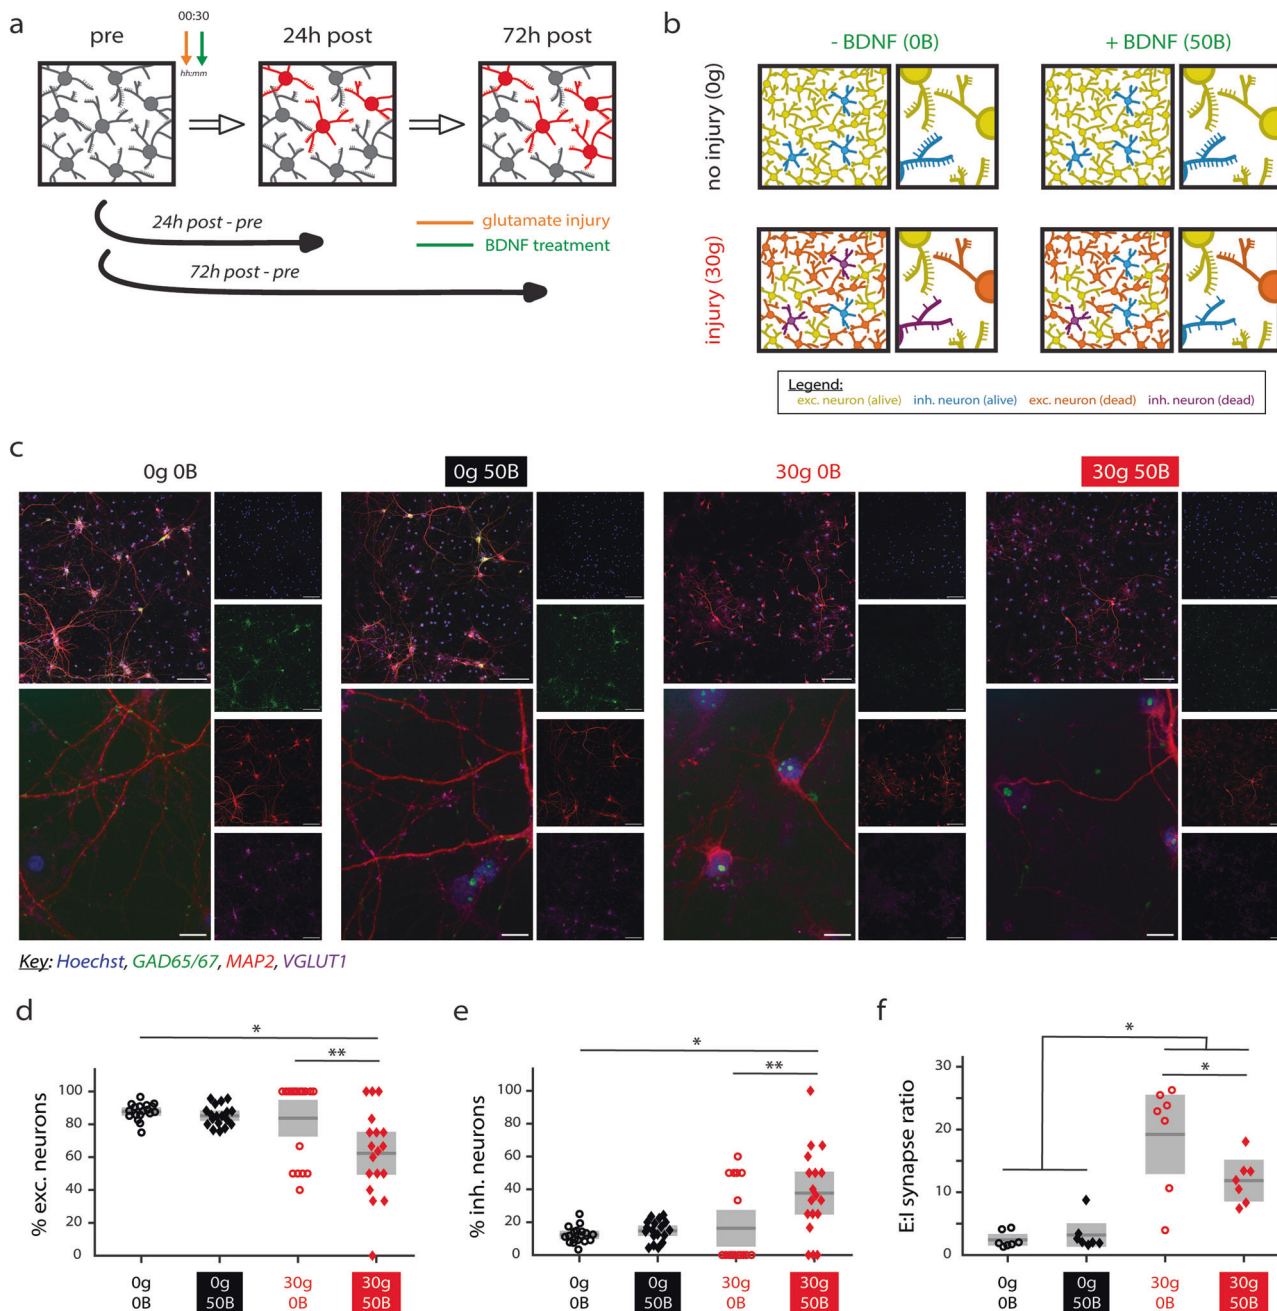 a
00:30
pre
24h post
72h post
hh:mm
24h post - pre
72h post - pre
glutamate injury
BDNF treatment
b
- BDNF (0B)
+ BDNF (50B)
no injury (0g)
injury (30g)
Legend:
exc. neuron (alive) inh. neuron (alive) exc. neuron (dead) inh. neuron (dead)
c
0g 0B
0g 50B
30g 0B
30g 50B
Key: Hoechst, GAD65/67, MAP2, VGLUT1
d
*
**
% exc. neurons
100
80
60
40
20
0
0g
0B
0g
50B
30g
0B
30g
50B
e
*
**
% inh. neurons
100
80
60
40
20
0
0g
0B
0g
50B
30g
0B
30g
50B
f
*
*
E:I synapse ratio
30
20
10
0
0g
0B
0g
50B
30g
0B
30g
50B